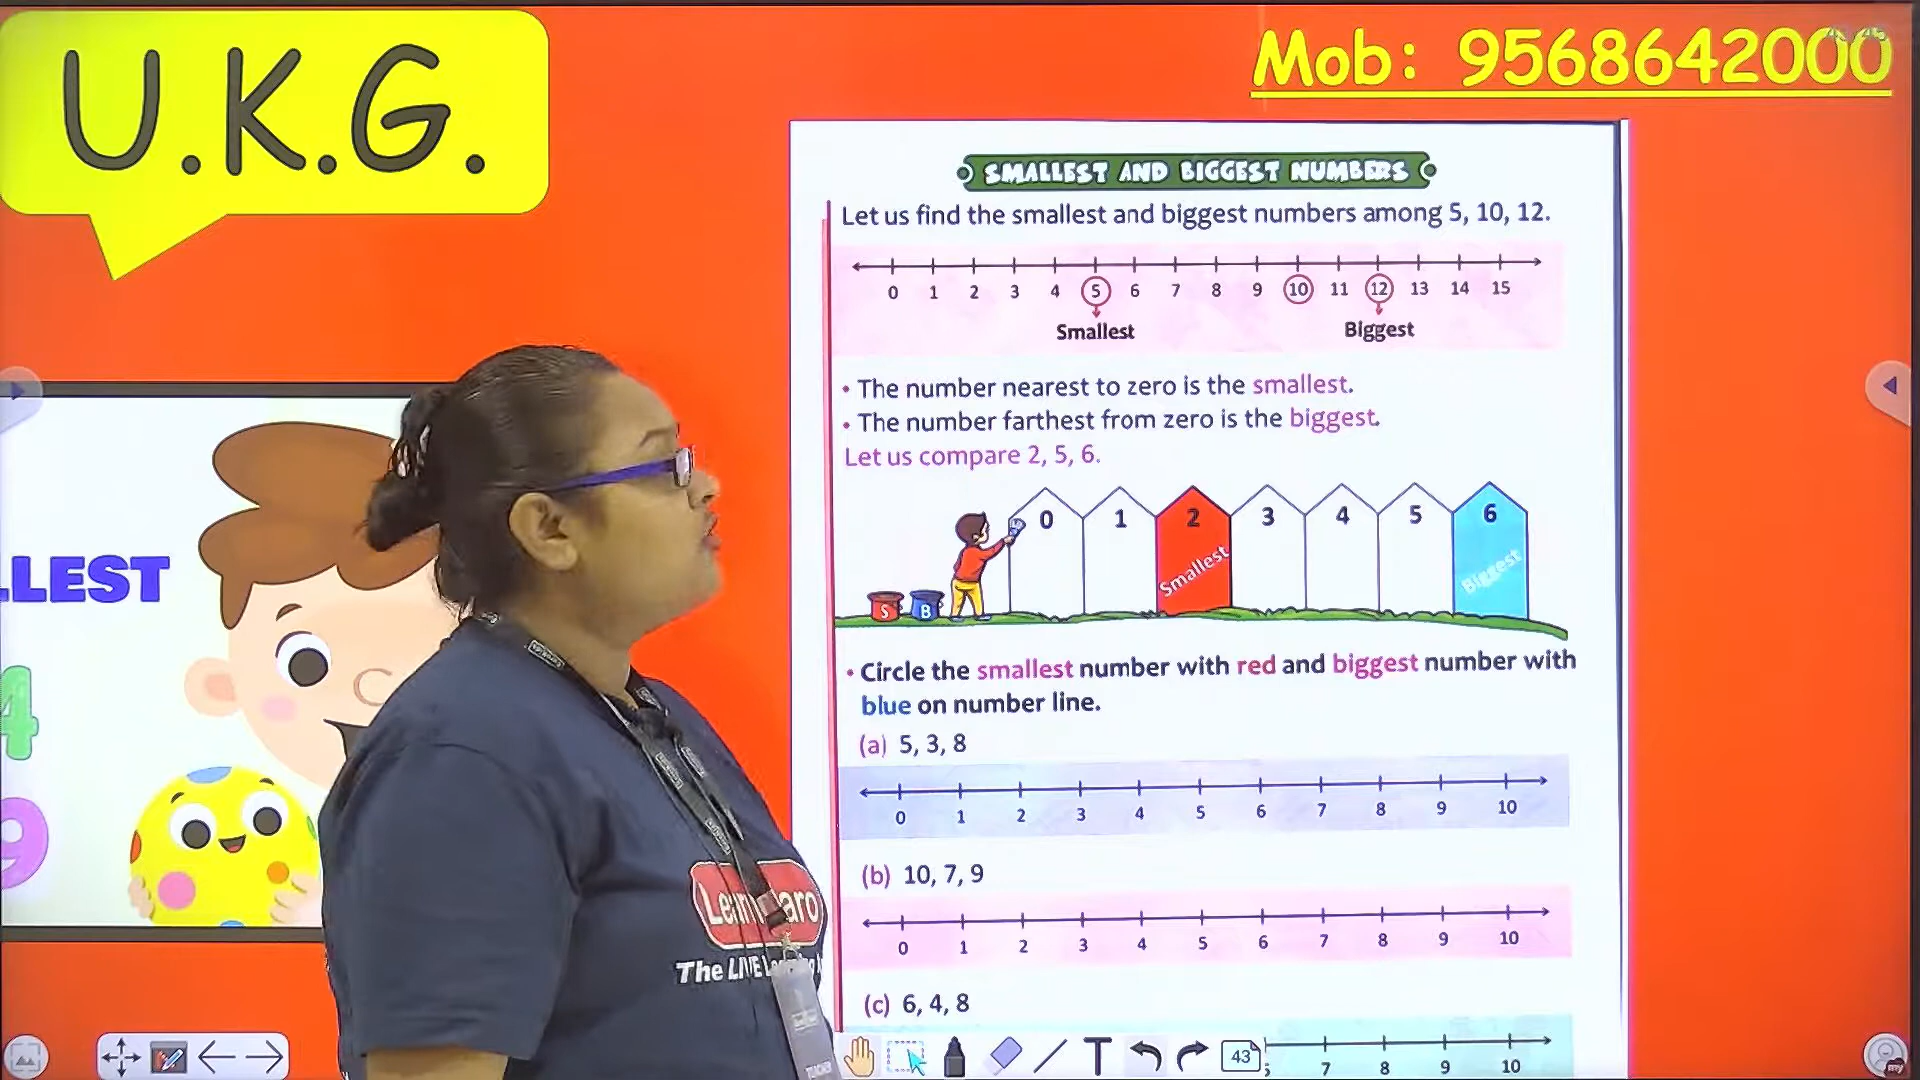 U.K.G.
Mob: 9568642000
SMALLEST AND BIGGEST NUMBERS
Let us find the smallest and biggest numbers among 5, 10, 12.
0 1 2 3 4 5 6 7 8 9 10 11 12 13 14 15
Smallest Biggest
• The number nearest to zero is the smallest.
• The number farthest from zero is the biggest.
Let us compare 2, 5, 6.
0 1 2 3 4 5 6
Smallest Biggest
S B
• Circle the smallest number with red and biggest number with
blue on number line.
(a) 5, 3, 8
0 1 2 3 4 5 6 7 8 9 10
(b) 10, 7, 9
0 1 2 3 4 5 6 7 8 9 10
(c) 6, 4, 8
7 8 9 10
LLEST
4
9
The LIVE
TEACHER
T
43
my